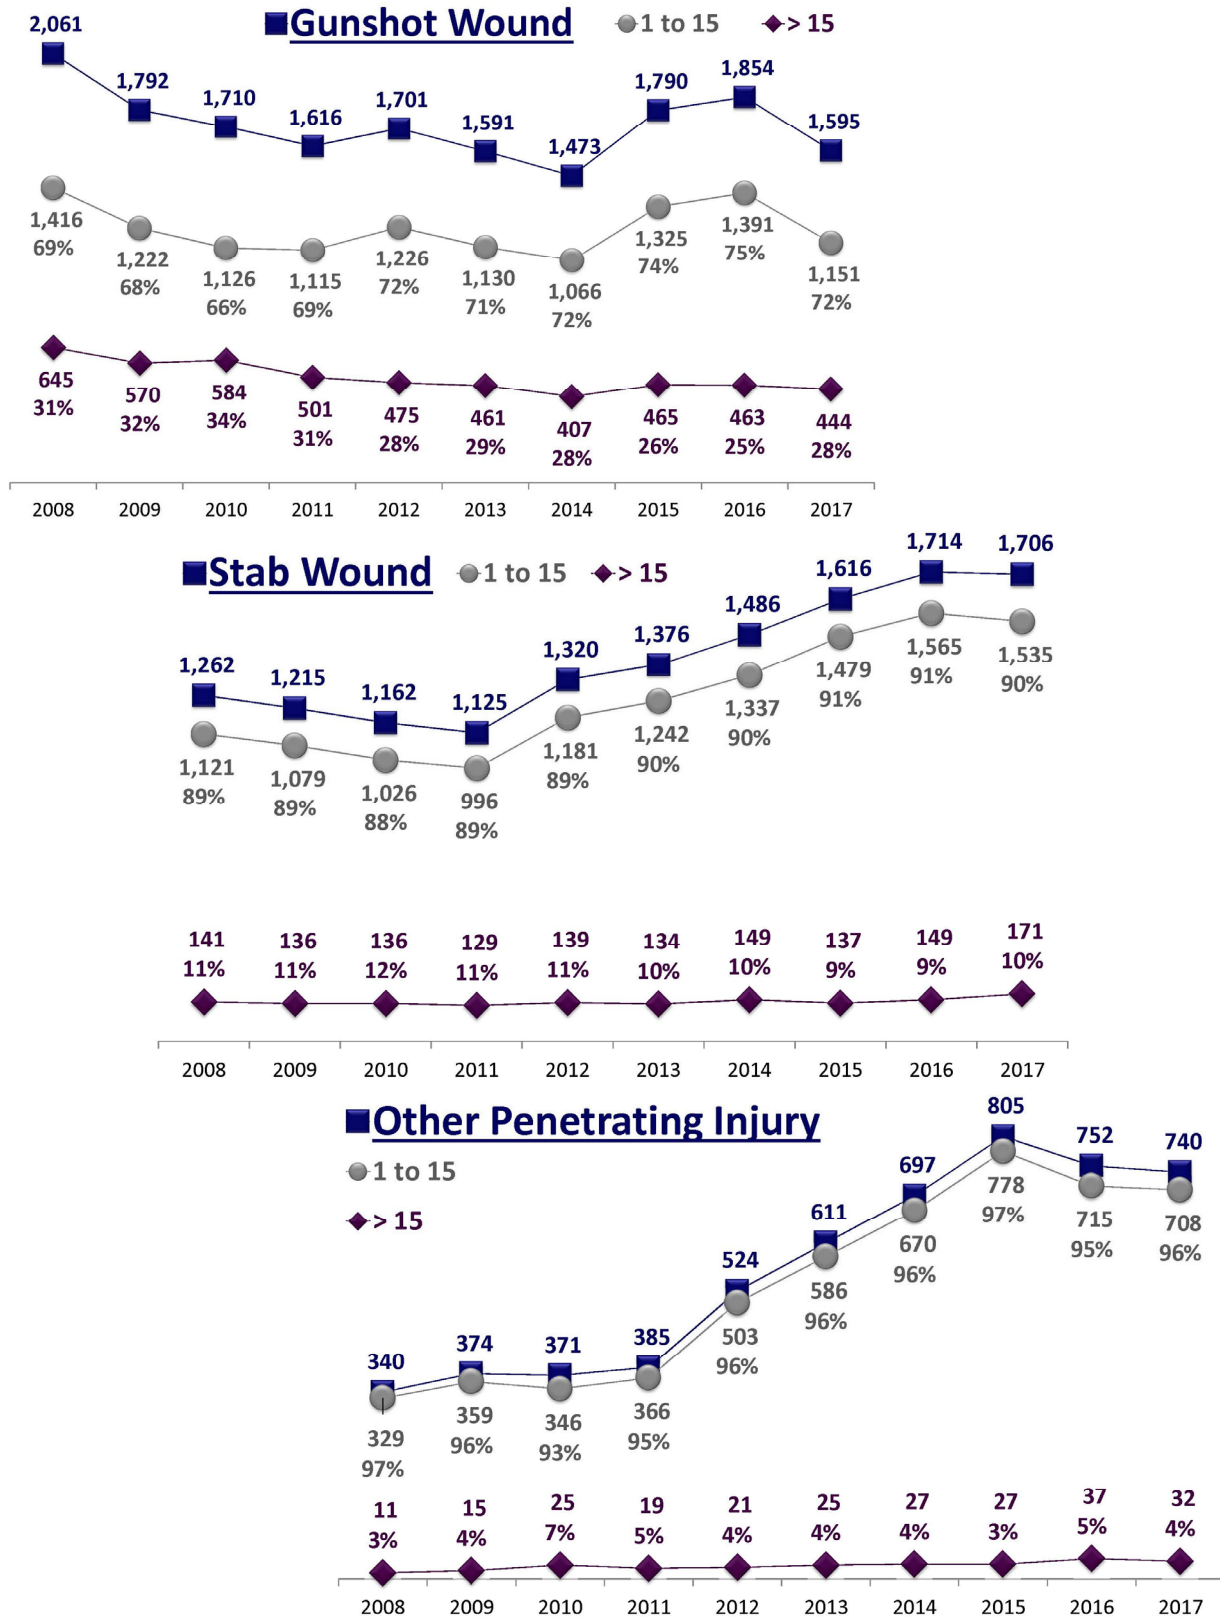 Gunshot Wound 1 to 15 > 15
2,061 1,792 1,710 1,616 1,701 1,591 1,473 1,790 1,854 1,595
1,416 1,222 1,126 1,115 1,226 1,130 1,066 1,325 1,391 1,151
69% 68% 66% 69% 72% 71% 72% 74% 75% 72%
645 570 584 501 475 461 407 465 463 444
31% 32% 34% 31% 28% 29% 28% 26% 25% 28%
2008 2009 2010 2011 2012 2013 2014 2015 2016 2017
Stab Wound 1 to 15 > 15
1,262 1,215 1,162 1,125 1,320 1,376 1,486 1,616 1,714 1,706
1,121 1,079 1,026 996 1,181 1,242 1,337 1,479 1,565 1,535
89% 89% 88% 89% 89% 90% 90% 91% 91% 90%
141 136 136 129 139 134 149 137 149 171
11% 11% 12% 11% 11% 10% 10% 9% 9% 10%
2008 2009 2010 2011 2012 2013 2014 2015 2016 2017
Other Penetrating Injury
1 to 15
> 15
340 374 371 385 524 611 697 805 752 740
329 359 346 366 503 586 670 778 715 708
97% 96% 93% 95% 96% 96% 96% 97% 95% 96%
11 15 25 19 21 25 27 27 37 32
3% 4% 7% 5% 4% 4% 4% 3% 5% 4%
2008 2009 2010 2011 2012 2013 2014 2015 2016 2017